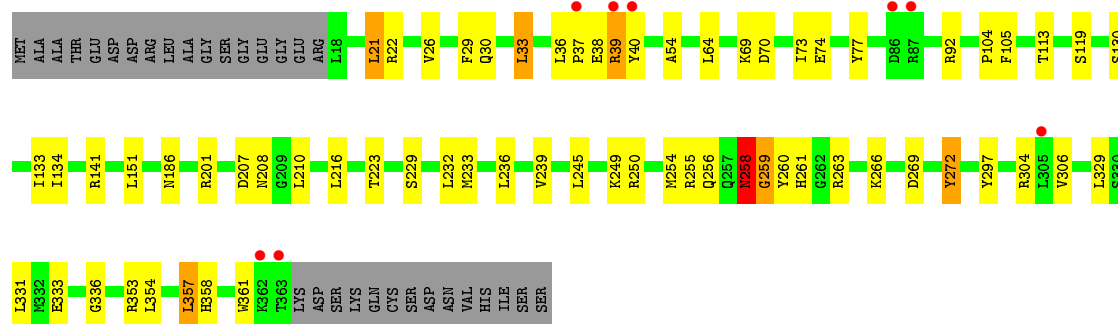 MET ALA ALA THR GLU ASP ASP ARG LEU ALA GLY SER GLY GLU GLY GLU ARG L18 L21 R22 V26 F29 Q30 L33 L36 P37 E38 R39 Y40 A54 L64 K69 D70 I73 E74 Y77 D86 R87 R92 P104 F105 T113 S119 S130
I133 I134 R141 L151 N186 R201 D207 N208 G209 L210 L216 T223 S229 L232 M233 L236 V239 L245 K249 R250 M254 R255 Q256 Q257 N258 G259 Y260 H261 G262 R263 K266 D269 Y272 Y297 R304 L305 V306 L329 S330
L331 M332 E333 G336 R353 L354 L357 H358 W361 K362 T363 LYS ASP SER LYS GLN CYS SER ASP ASN VAL HIS ILE SER SER